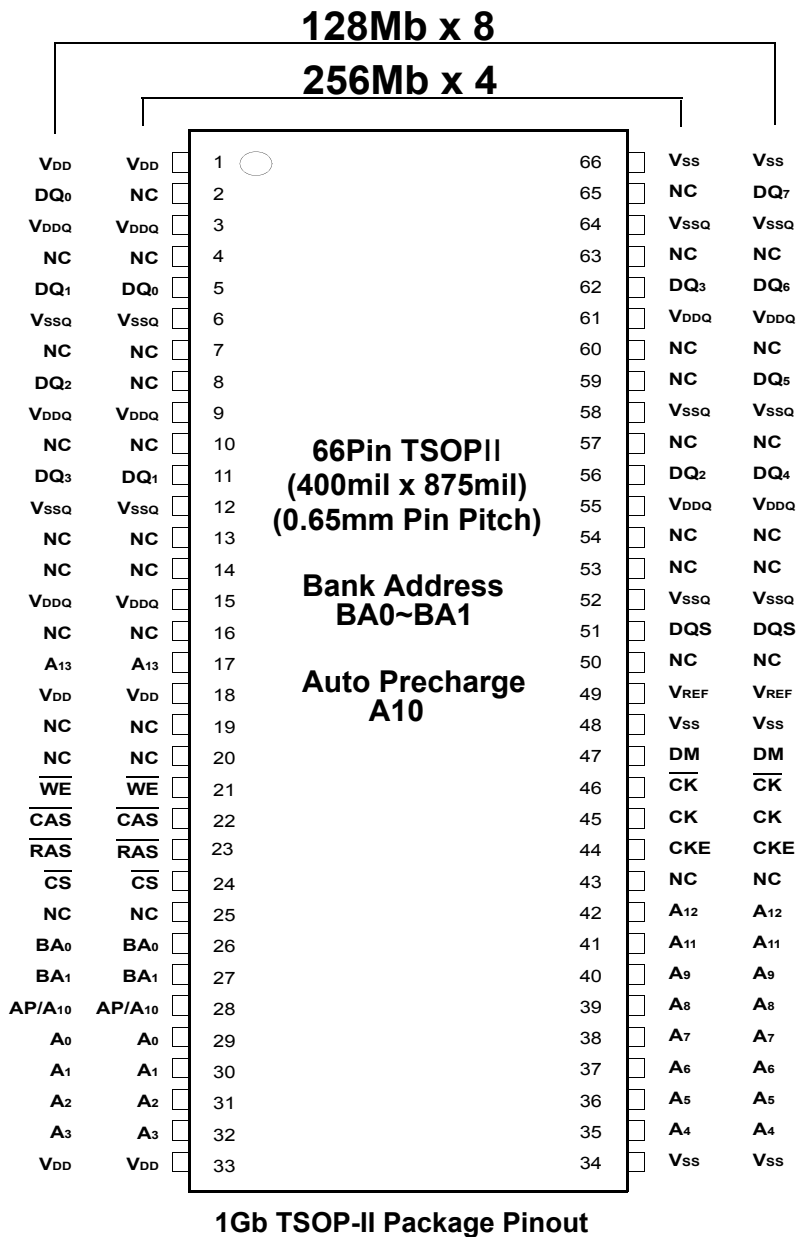 128Mb x 8
256Mb x 4
VDD VDD 1 66 VSS VSS
DQ0 NC 2 65 NC DQ7
VDDQ VDDQ 3 64 VSSQ VSSQ
NC NC 4 63 NC NC
DQ1 DQ0 5 62 DQ3 DQ6
VSSQ VSSQ 6 61 VDDQ VDDQ
NC NC 7 60 NC NC
DQ2 NC 8 59 NC DQ5
VDDQ VDDQ 9 58 VSSQ VSSQ
NC NC 10 57 NC NC
DQ3 DQ1 11 56 DQ2 DQ4
VSSQ VSSQ 12 55 VDDQ VDDQ
NC NC 13 54 NC NC
NC NC 14 53 NC NC
VDDQ VDDQ 15 52 VSSQ VSSQ
NC NC 16 51 DQS DQS
A13 A13 17 50 NC NC
VDD VDD 18 49 VREF VREF
NC NC 19 48 VSS VSS
NC NC 20 47 DM DM
W̅E̅ W̅E̅ 21 46 C̅K̅ C̅K̅
C̅A̅S̅ C̅A̅S̅ 22 45 CK CK
R̅A̅S̅ R̅A̅S̅ 23 44 CKE CKE
C̅S̅ C̅S̅ 24 43 NC NC
NC NC 25 42 A12 A12
BA0 BA0 26 41 A11 A11
BA1 BA1 27 40 A9 A9
AP/A10 AP/A10 28 39 A8 A8
A0 A0 29 38 A7 A7
A1 A1 30 37 A6 A6
A2 A2 31 36 A5 A5
A3 A3 32 35 A4 A4
VDD VDD 33 34 VSS VSS
66Pin TSOPII
(400mil x 875mil)
(0.65mm Pin Pitch)
Bank Address
BA0~BA1
Auto Precharge
A10
1Gb TSOP-II Package Pinout